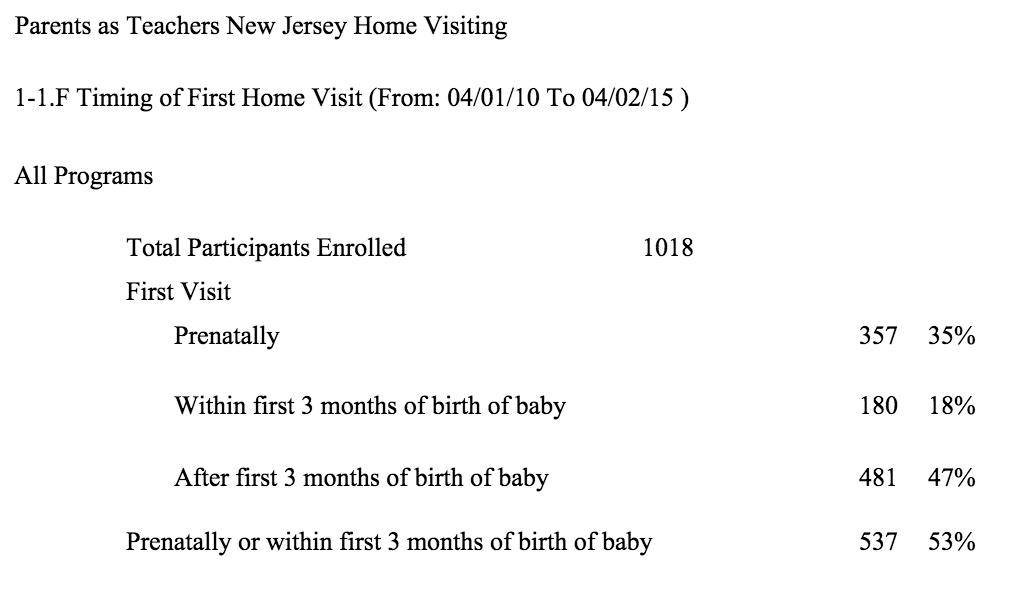 Parents as Teachers New Jersey Home Visiting
1-1.F Timing of First Home Visit (From: 04/01/10 To 04/02/15 )
All Programs
Total Participants Enrolled 1018
First Visit
Prenatally 357 35%
Within first 3 months of birth of baby 180 18%
After first 3 months of birth of baby 481 47%
Prenatally or within first 3 months of birth of baby 537 53%